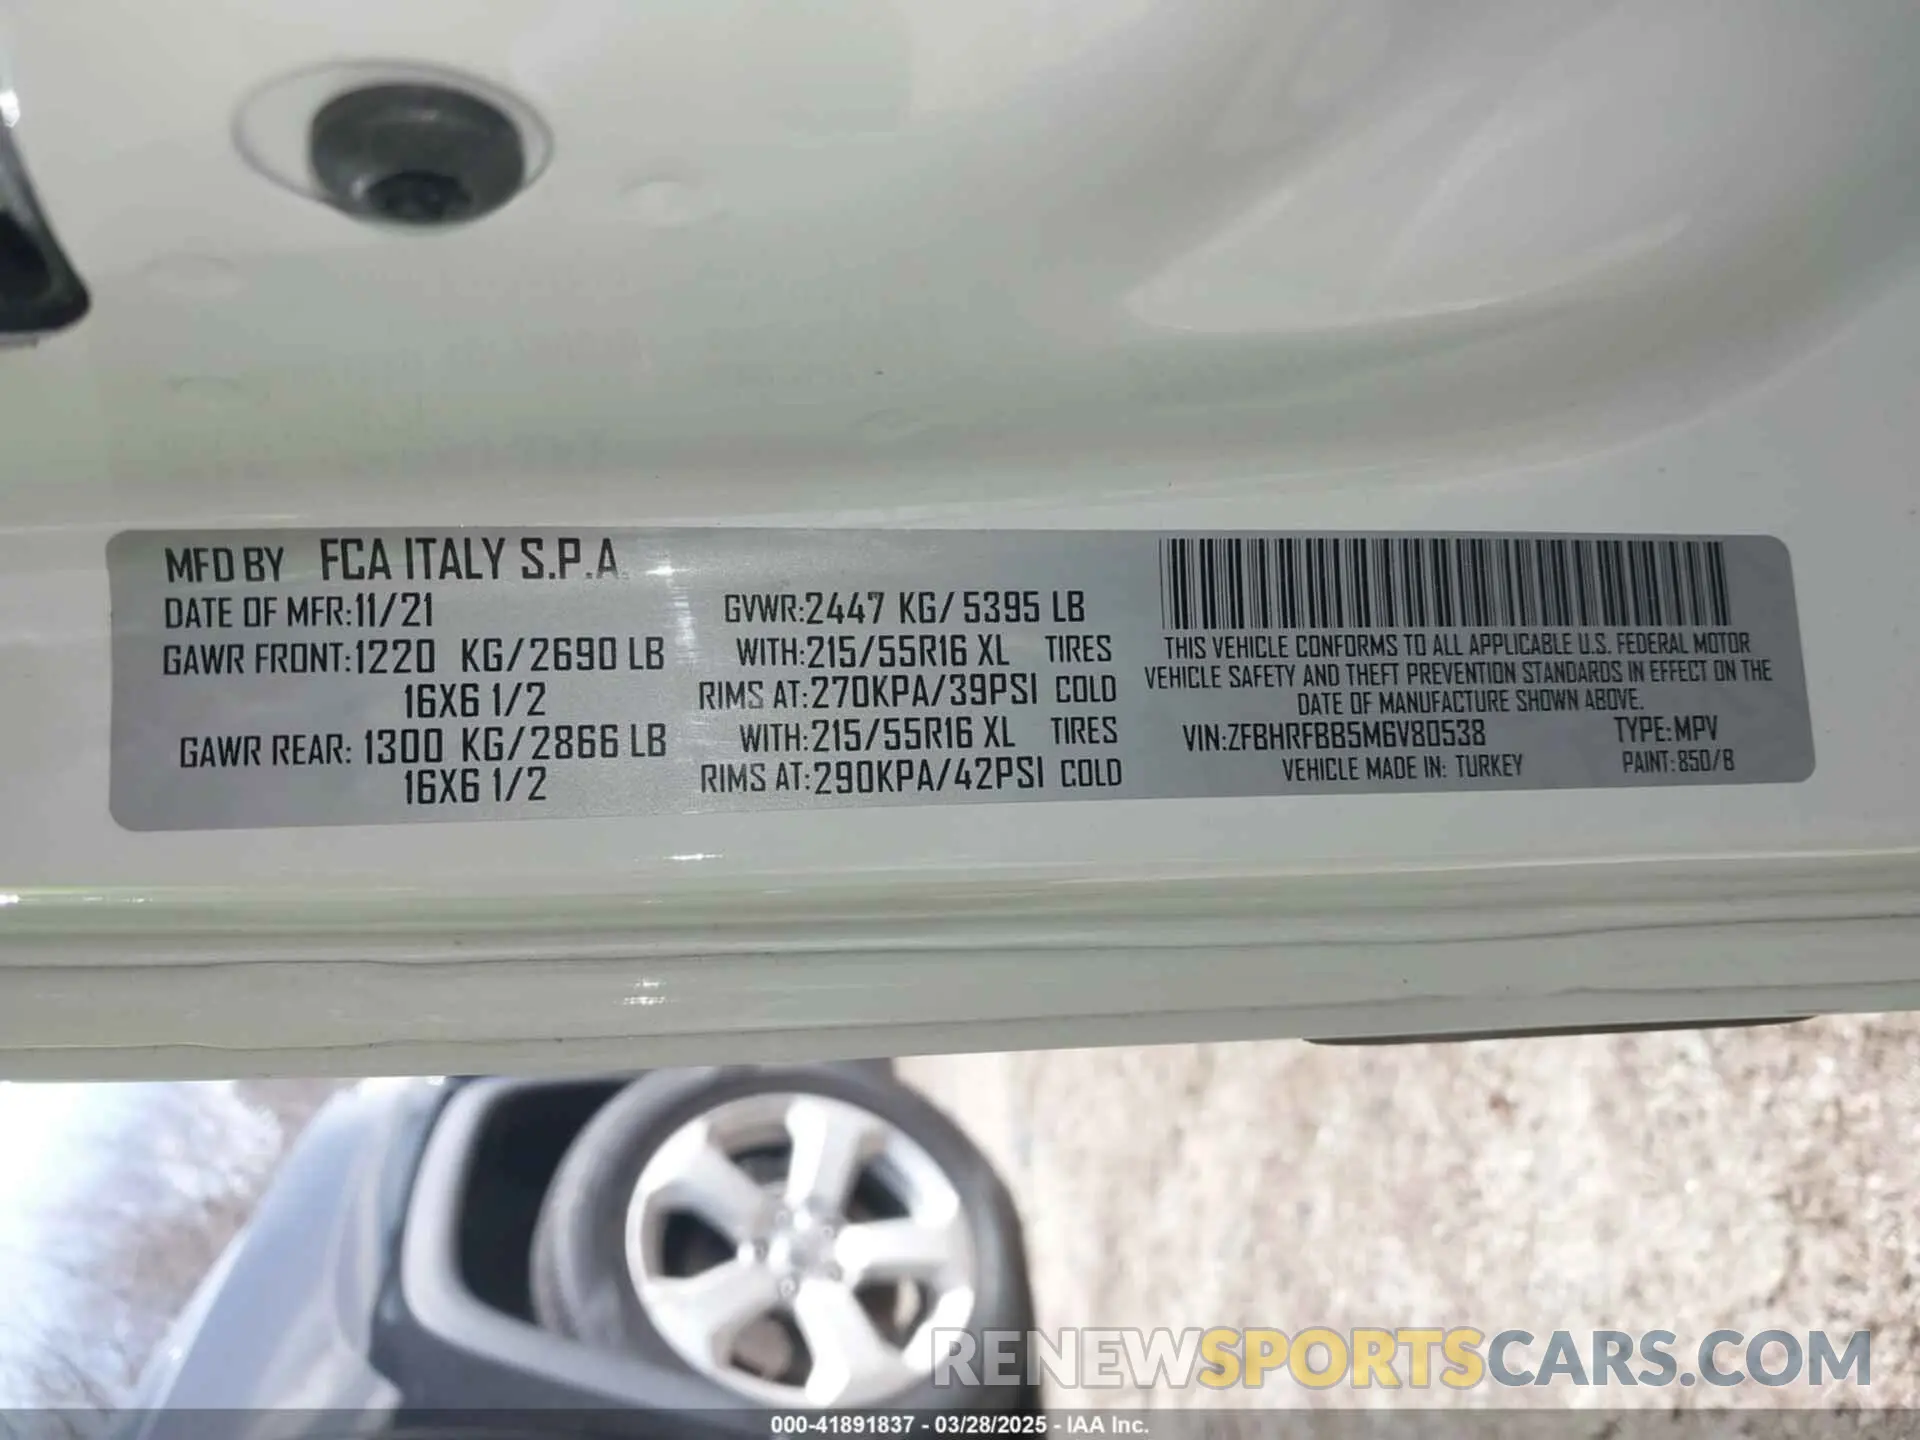 MFD BY FCA ITALY S.P.A.
DATE OF MFR:11/21
GAWR FRONT:1220 KG/2690 LB
16X6 1/2
GAWR REAR: 1300 KG/2866 LB
16X6 1/2
GVWR:2447 KG/ 5395 LB
WITH:215/55R16 XL TIRES
RIMS AT:270KPA/39PSI COLD
WITH:215/55R16 XL TIRES
RIMS AT:290KPA/42PSI COLD
THIS VEHICLE CONFORMS TO ALL APPLICABLE U.S. FEDERAL MOTOR
VEHICLE SAFETY AND THEFT PREVENTION STANDARDS IN EFFECT ON THE
DATE OF MANUFACTURE SHOWN ABOVE.
VIN:ZFBHRFBB5M6V80538 TYPE:MPV
VEHICLE MADE IN: TURKEY PAINT:850/B
RENEWSPORTSCARS.COM
000-41891837 - 03/28/2025 - IAA Inc.